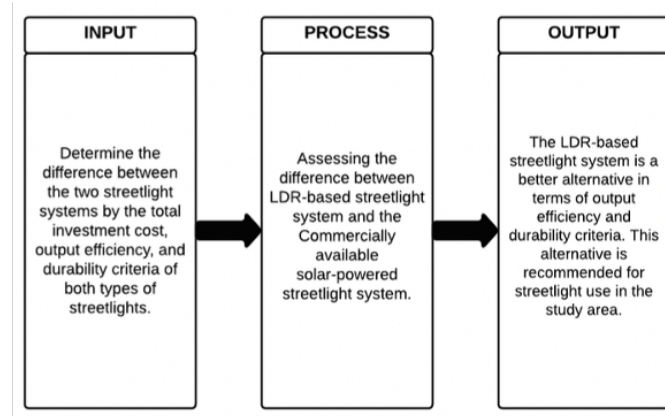 INPUT
Determine the
difference between
the two streetlight
systems by the total
investment cost,
output efficiency, and
durability criteria of
both types of
streetlights.
PROCESS
Assessing the
difference between
LDR-based streetlight
system and the
Commercially
available
solar-powered
streetlight system.
OUTPUT
The LDR-based
streetlight system is a
better alternative in
terms of output
efficiency and
durability criteria. This
alternative is
recommended for
streetlight use in the
study area.